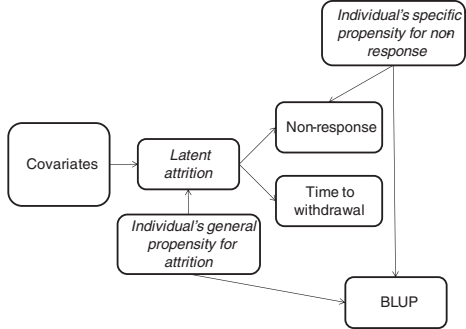 Individual's specific
propensity for non
response
Non-response
Covariates
Latent
attrition
Time to
withdrawal
Individual's general
propensity for
attrition
BLUP